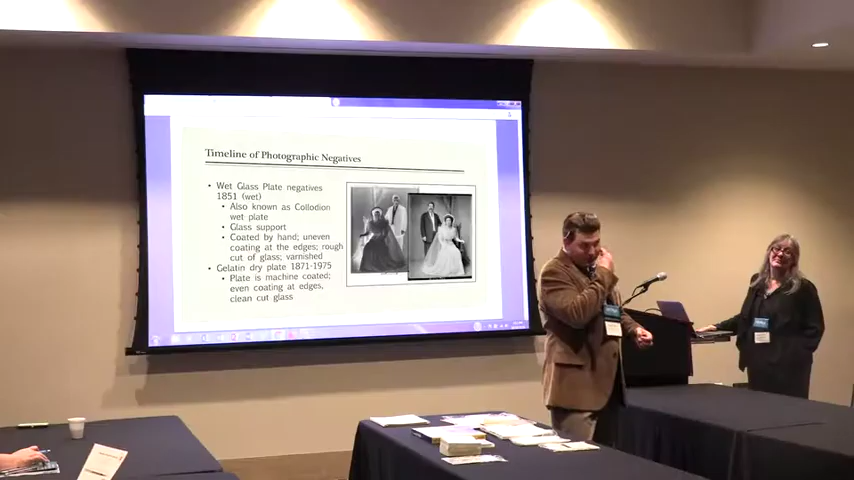 Timeline of Photographic Negatives
• Wet Glass Plate negatives
1851 (wet)
• Also known as Collodion
wet plate
• Glass support
• Coated by hand; uneven
coating at the edges; rough
cut of glass; varnished
• Gelatin dry plate 1871-1975
• Plate is machine coated;
even coating at edges,
clean cut glass